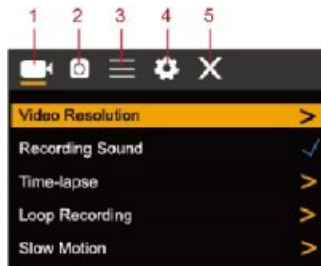 1 2 3 4 5
Video Resolution >
Recording Sound
Time-lapse >
Loop Recording >
Slow Motion >